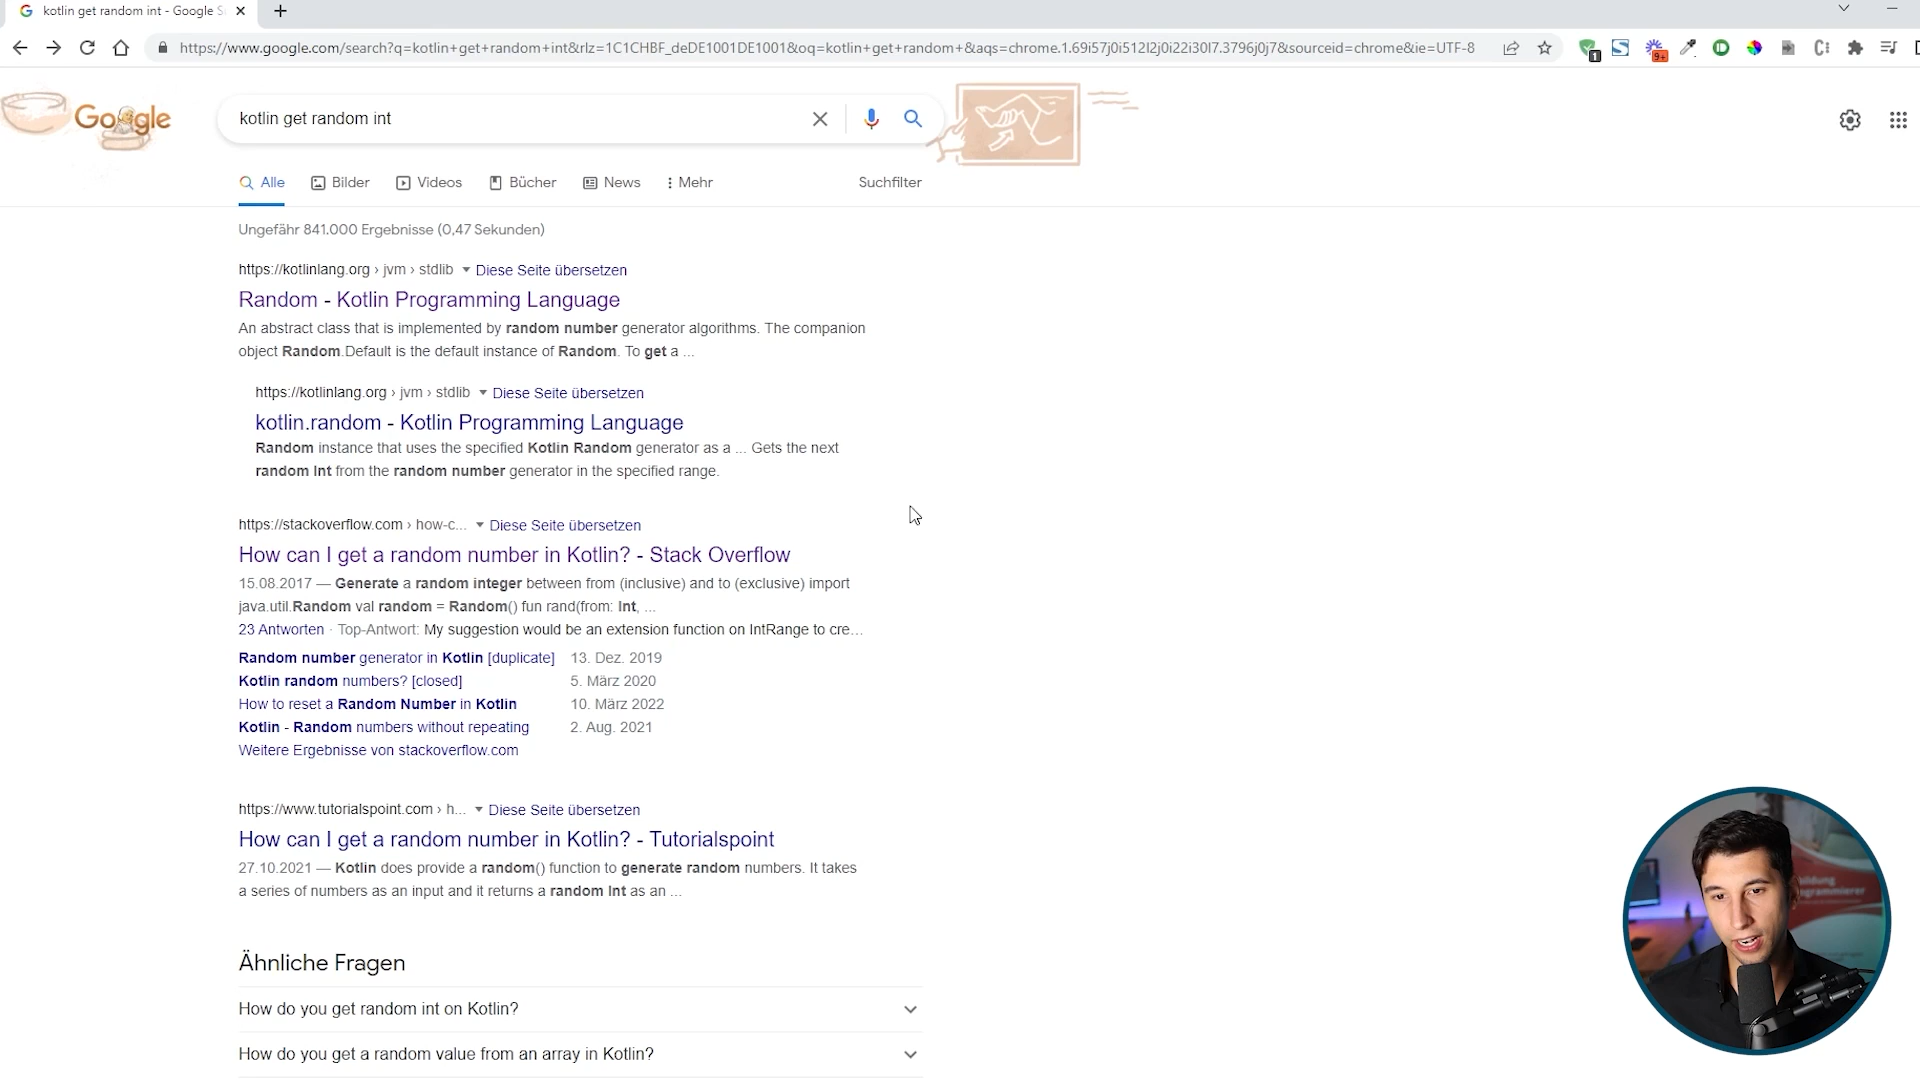 kotlin get random int - Google S
https://www.google.com/search?q=kotlin+get+random+int&rlz=1C1CHBF_deDE1001DE1001&oq=kotlin+get+random+&aqs=chrome.1.69i57j0i512l2j0i22i30l7.3796j0j7&sourceid=chrome&ie=UTF-8
1
9+
Google
kotlin get random int
Alle
Bilder
Videos
Bücher
News
Mehr
Suchfilter
Ungefähr 841.000 Ergebnisse (0,47 Sekunden)
https://kotlinlang.org › jvm › stdlib Diese Seite übersetzen
Random - Kotlin Programming Language
An abstract class that is implemented by random number generator algorithms. The companion
object Random.Default is the default instance of Random. To get a ...
https://kotlinlang.org › jvm › stdlib Diese Seite übersetzen
kotlin.random - Kotlin Programming Language
Random instance that uses the specified Kotlin Random generator as a ... Gets the next
random Int from the random number generator in the specified range.
https://stackoverflow.com › how-c... Diese Seite übersetzen
How can I get a random number in Kotlin? - Stack Overflow
15.08.2017 — Generate a random integer between from (inclusive) and to (exclusive) import
java.util.Random val random = Random() fun rand(from: Int, ...
23 Antworten · Top-Antwort: My suggestion would be an extension function on IntRange to cre...
Random number generator in Kotlin [duplicate] 13. Dez. 2019
Kotlin random numbers? [closed] 5. März 2020
How to reset a Random Number in Kotlin 10. März 2022
Kotlin - Random numbers without repeating 2. Aug. 2021
Weitere Ergebnisse von stackoverflow.com
https://www.tutorialspoint.com › h... Diese Seite übersetzen
How can I get a random number in Kotlin? - Tutorialspoint
27.10.2021 — Kotlin does provide a random() function to generate random numbers. It takes
a series of numbers as an input and it returns a random Int as an ...
Ähnliche Fragen
How do you get random int on Kotlin?
How do you get a random value from an array in Kotlin?